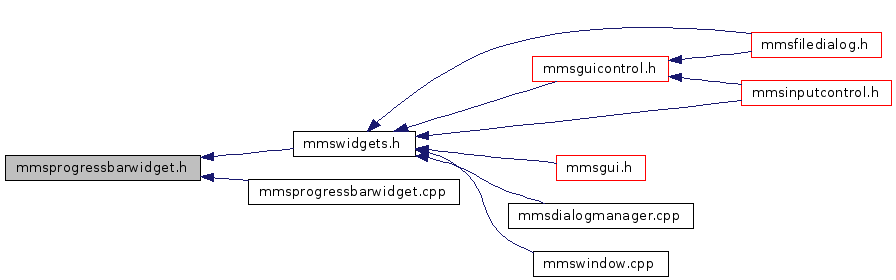 mmsfiledialog.h
mmsguicontrol.h
mmsinputcontrol.h
mmswidgets.h
mmsprogressbarwidget.h
mmsgui.h
mmsprogressbarwidget.cpp
mmsdialogmanager.cpp
mmswindow.cpp